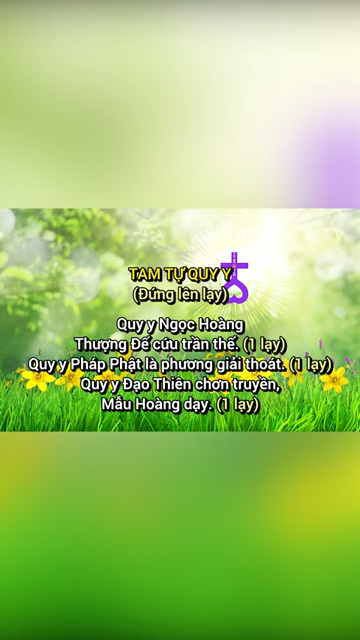 TAM TỰ QUY Y
(Đứng lên lạy)
Quy y Ngọc Hoàng
Thượng Đế cứu trần thế. (1 lạy)
Quy y Pháp Phật là phương giải thoát. (1 lạy)
Quy y Đạo Thiên chơn truyền,
Mẫu Hoàng dạy. (1 lạy)